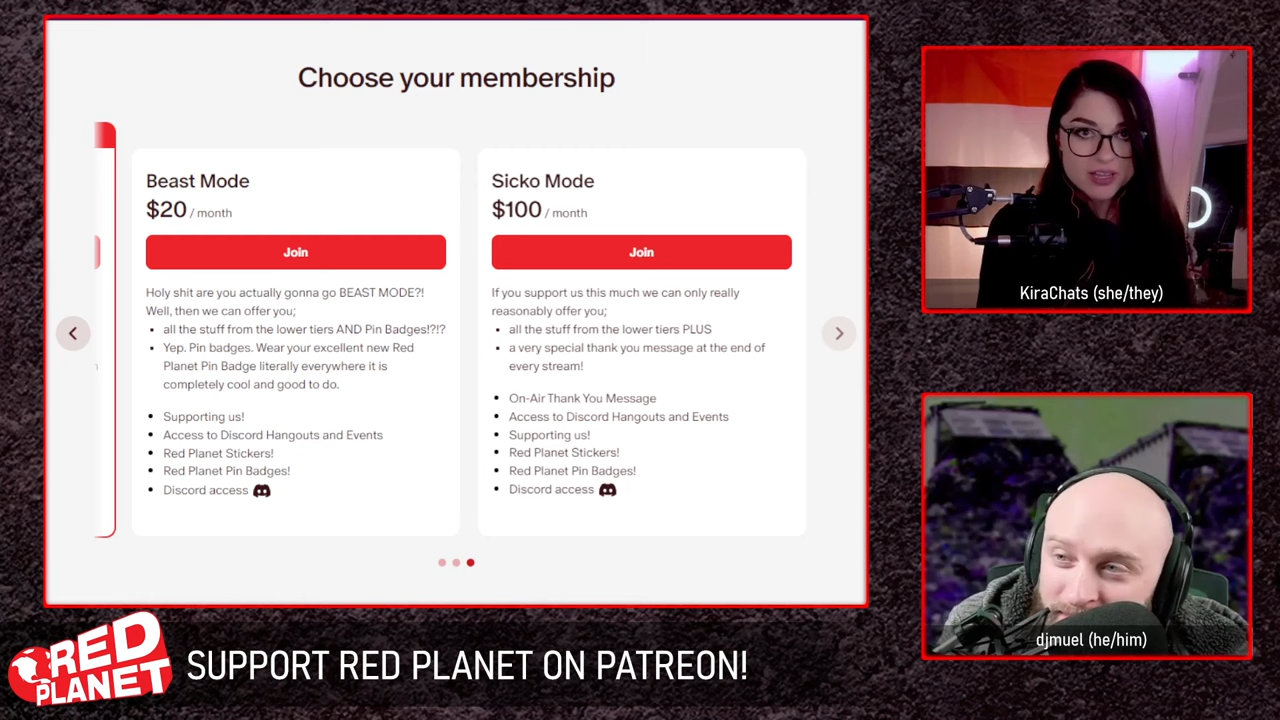 Choose your membership
Beast Mode
$20 / month
Join
Holy shit are you actually gonna go BEAST MODE?!
Well, then we can offer you;
• all the stuff from the lower tiers AND Pin Badges!?!?
• Yep. Pin badges. Wear your excellent new Red
Planet Pin Badge literally everywhere it is
completely cool and good to do.
• Supporting us!
• Access to Discord Hangouts and Events
• Red Planet Stickers!
• Red Planet Pin Badges!
• Discord access
Sicko Mode
$100 / month
Join
If you support us this much we can only really
reasonably offer you;
• all the stuff from the lower tiers PLUS
• a very special thank you message at the end of
every stream!
• On-Air Thank You Message
• Access to Discord Hangouts and Events
• Supporting us!
• Red Planet Stickers!
• Red Planet Pin Badges!
• Discord access
KiraChats (she/they)
djmuel (he/him)
RED
PLANET
SUPPORT RED PLANET ON PATREON!